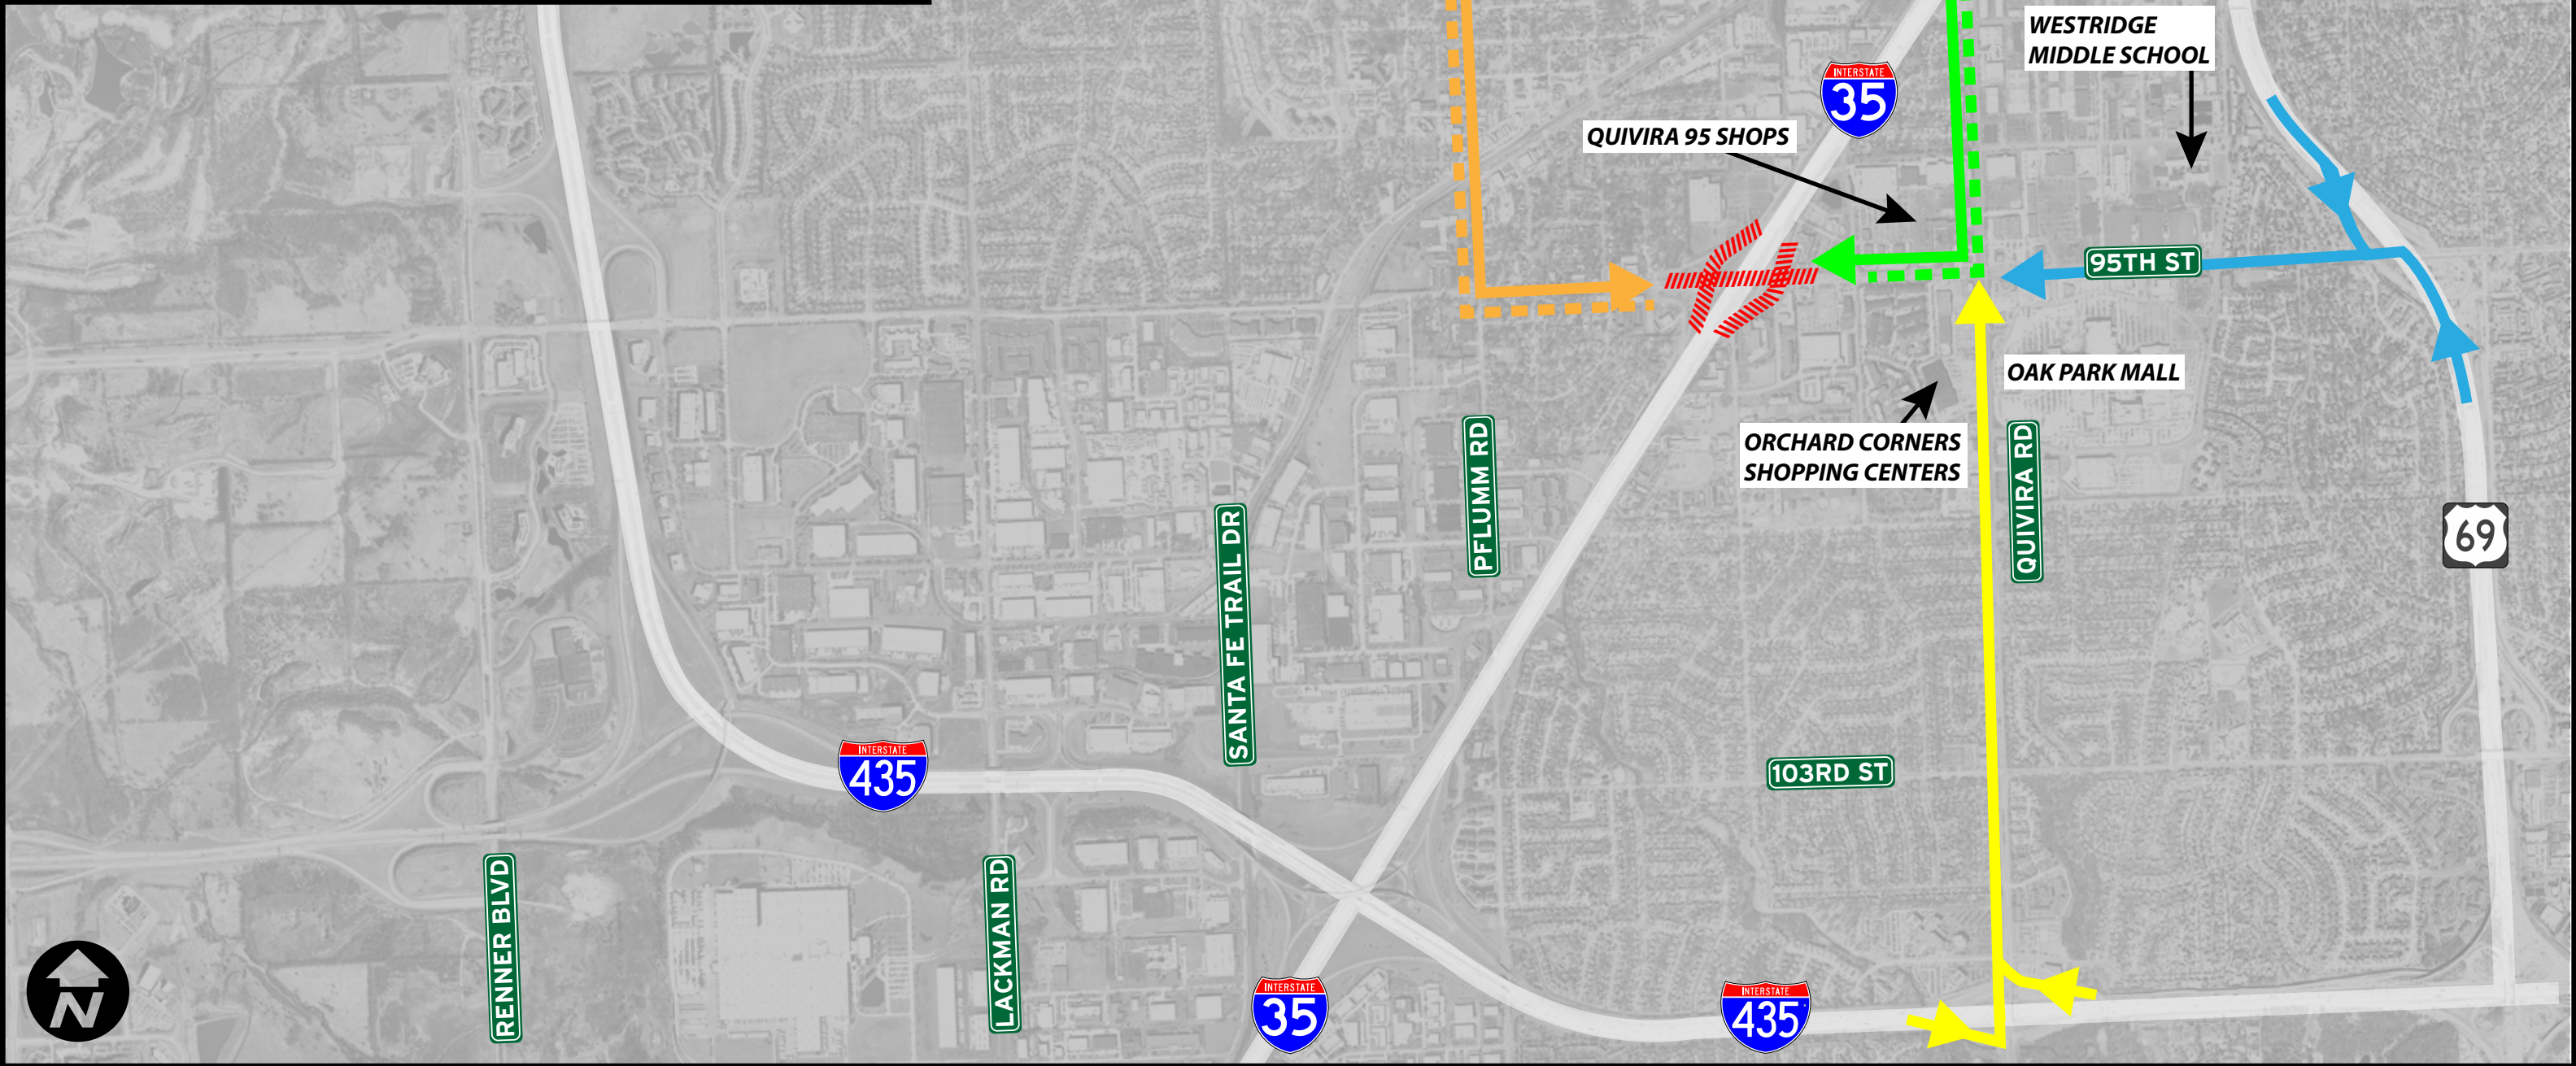 WESTRIDGE
MIDDLE SCHOOL
INTERSTATE
35
QUIVIRA 95 SHOPS
95TH ST
OAK PARK MALL
ORCHARD CORNERS
SHOPPING CENTERS
PFLUMM RD
QUIVIRA RD
SANTA FE TRAIL DR
69
INTERSTATE
435
103RD ST
RENNER BLVD
LACKMAN RD
N
INTERSTATE
35
INTERSTATE
435